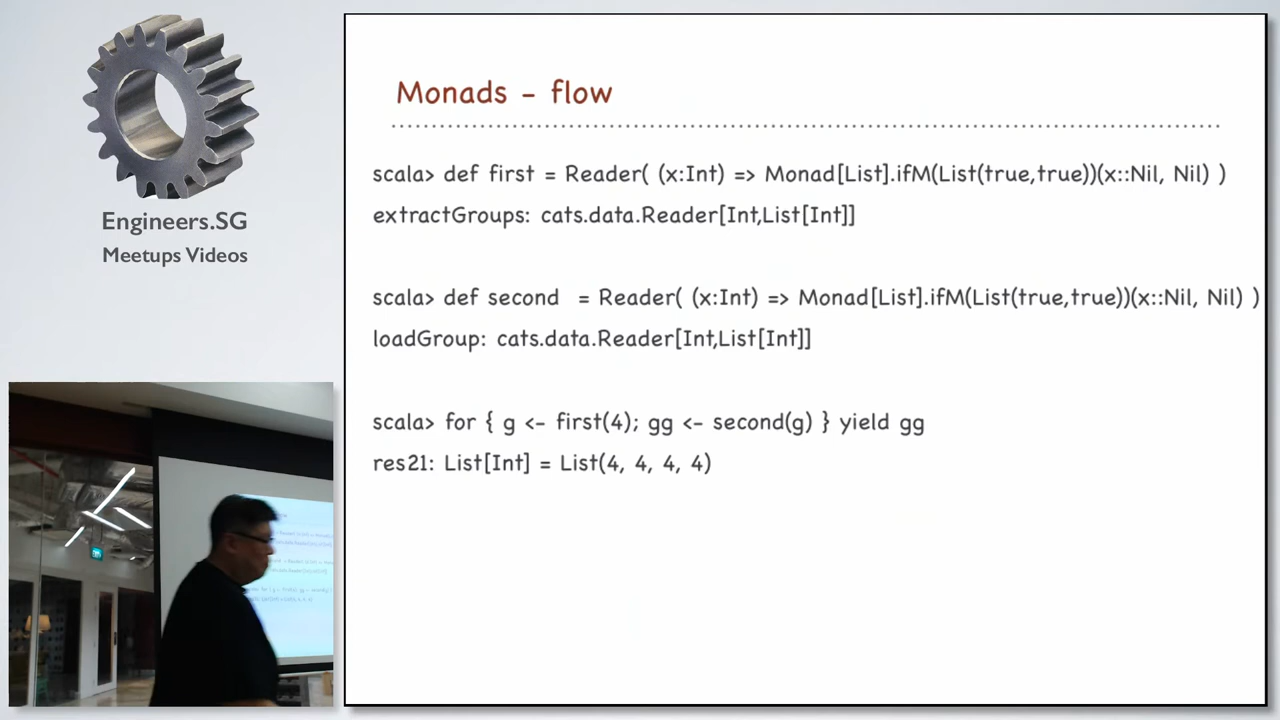 Engineers.SG
Meetups Videos
Monads - flow
scala> def first = Reader( (x:Int) => Monad[List].ifM(List(true,true))(x::Nil, Nil) )
extractGroups: cats.data.Reader[Int,List[Int]]
scala> def second  = Reader( (x:Int) => Monad[List].ifM(List(true,true))(x::Nil, Nil) )
loadGroup: cats.data.Reader[Int,List[Int]]
scala> for { g <- first(4); gg <- second(g) } yield gg
res21: List[Int] = List(4, 4, 4, 4)